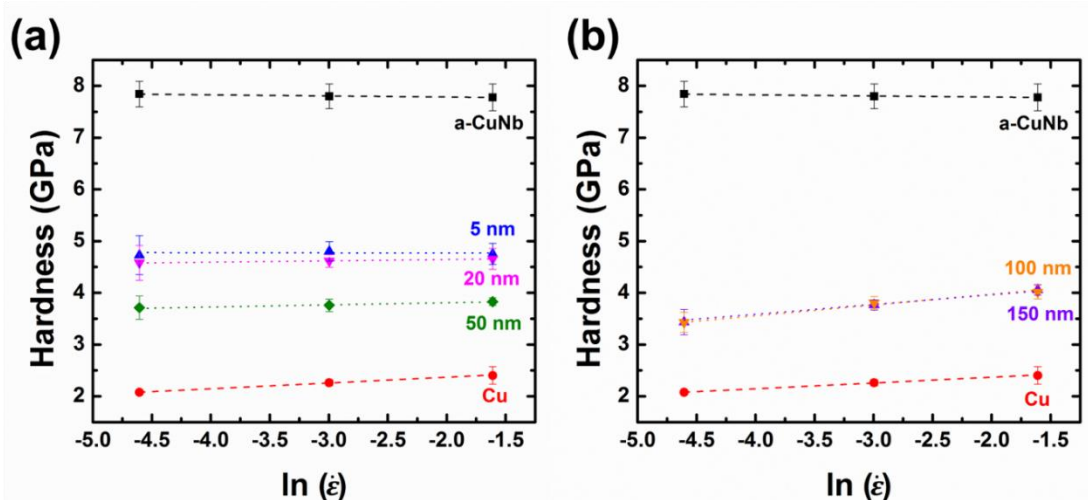 (a)
Hardness (GPa)
8
7
6
5
4
3
2
a-CuNb
5 nm
20 nm
50 nm
Cu
-5.0 -4.5 -4.0 -3.5 -3.0 -2.5 -2.0 -1.5
ln (ε̇)
(b)
Hardness (GPa)
8
7
6
5
4
3
2
a-CuNb
100 nm
150 nm
Cu
-5.0 -4.5 -4.0 -3.5 -3.0 -2.5 -2.0 -1.5
ln (ε̇)